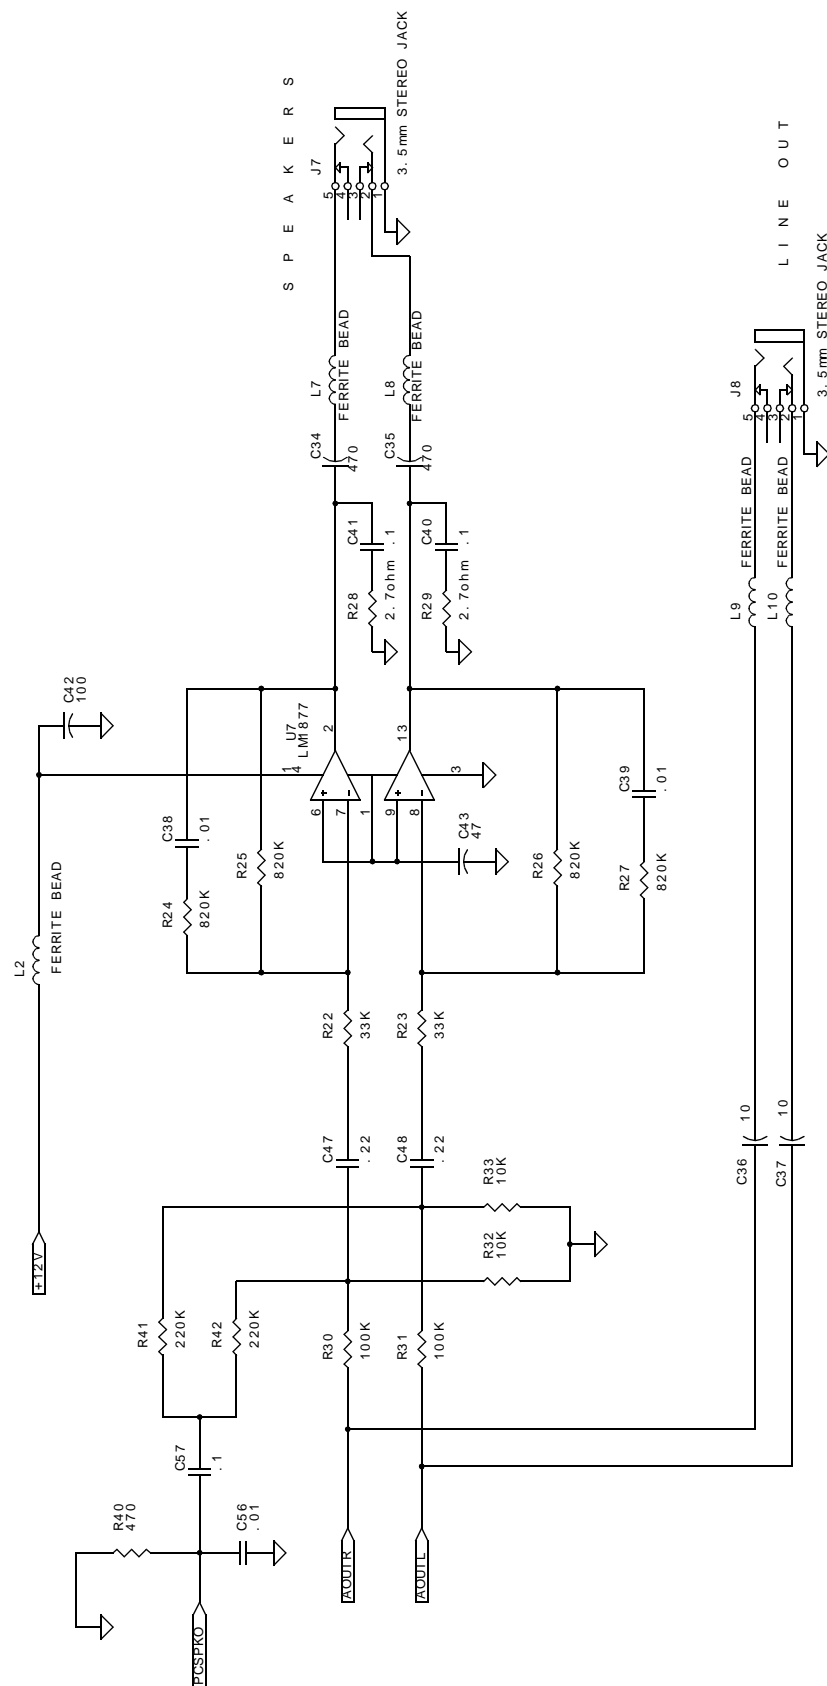 S P E A K E R S
J7
3.5mm STEREO JACK
5
4
3
2
1
L7
FERRITE BEAD
L8
FERRITE BEAD
C34
470
C35
470
C41
.1
R28
2.7ohm
C40
.1
R29
2.7ohm
L I N E O U T
J8
3.5mm STEREO JACK
5
4
3
2
1
L9
FERRITE BEAD
L10
FERRITE BEAD
C42
100
U7
LM1877
14
2
6
7
1
13
9
8
3
C43
47
C38
.01
R24
820K
R25
820K
R26
820K
C39
.01
R27
820K
L2
FERRITE BEAD
R22
33K
R23
33K
C47
.22
C48
.22
R33
10K
R32
10K
C36
10
C37
10
+12V
R41
220K
R42
220K
R30
100K
R31
100K
C57
.1
R40
470
C56
.01
PCSPKO
AOUTR
AOUTL